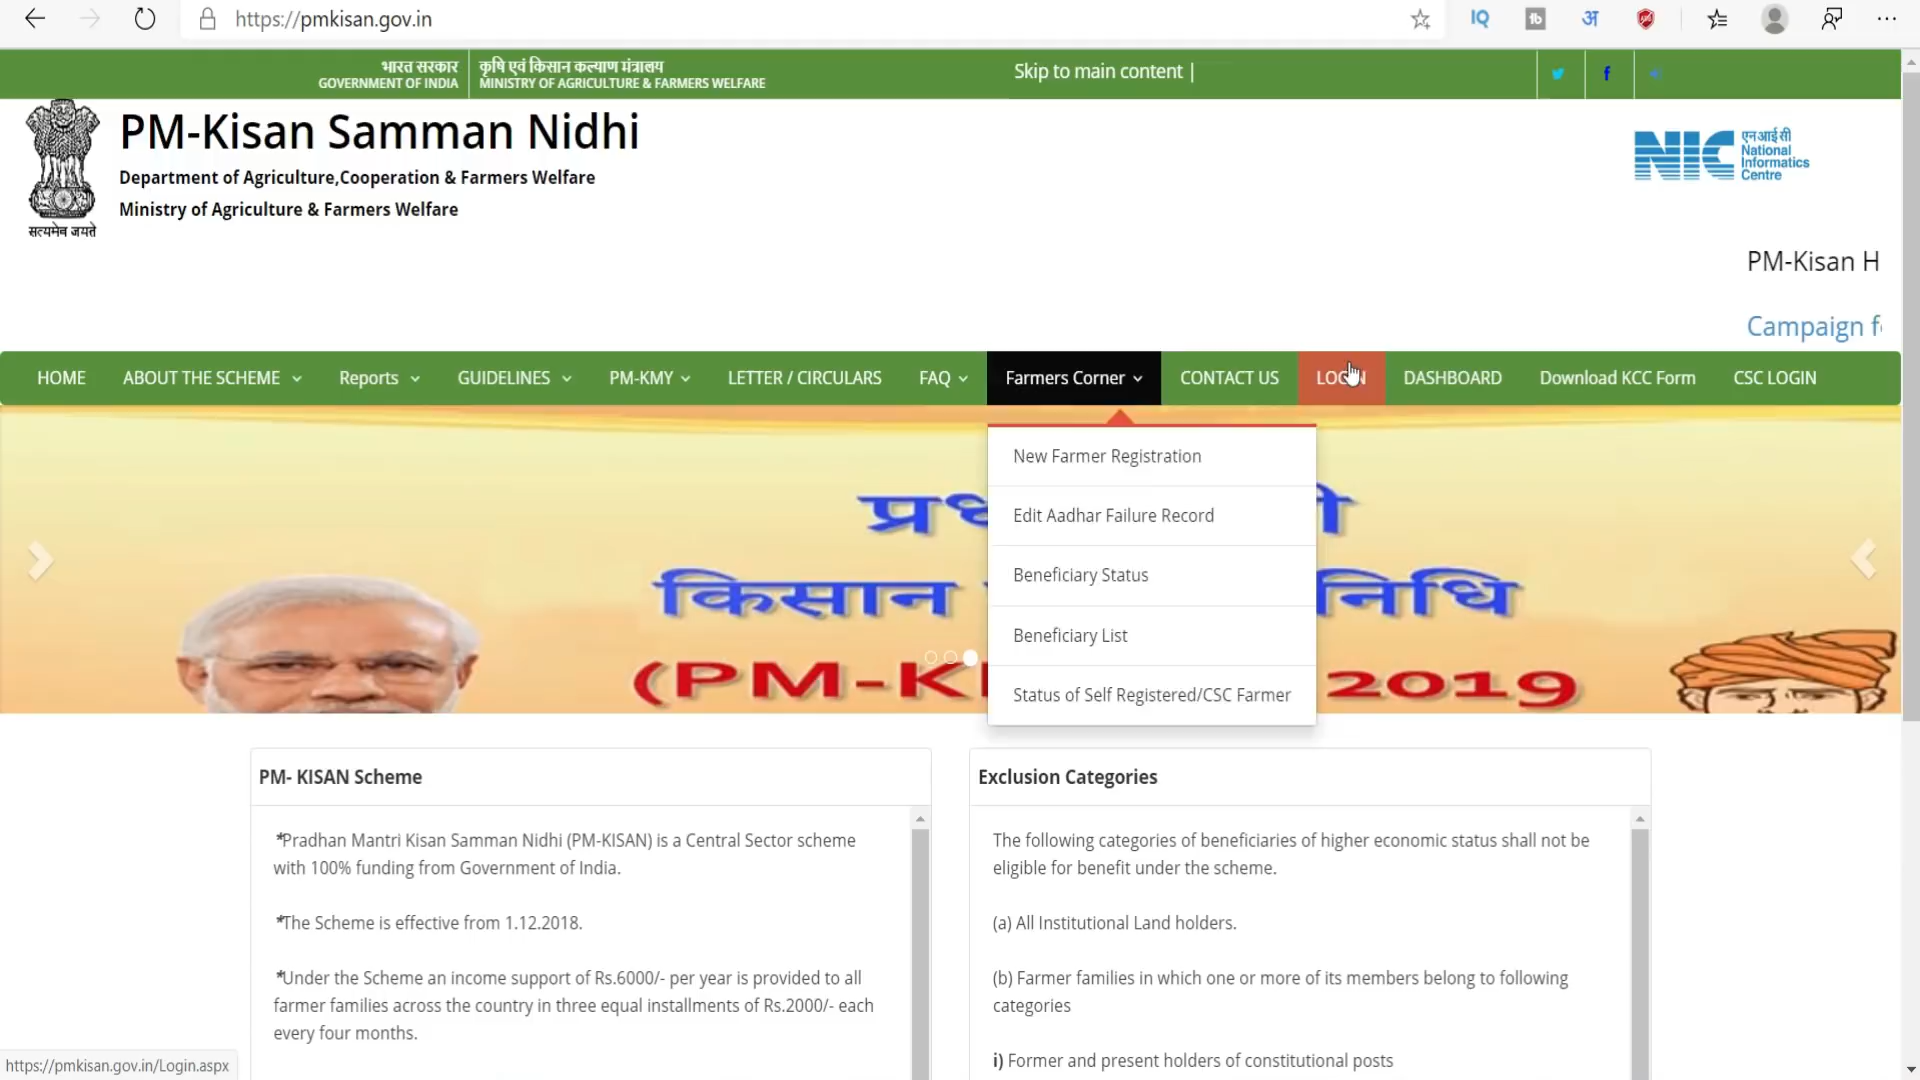 https://pmkisan.gov.in
भारत सरकार
GOVERNMENT OF INDIA
कृषि एवं किसान कल्याण मंत्रालय
MINISTRY OF AGRICULTURE & FARMERS WELFARE
Skip to main content |
PM-Kisan Samman Nidhi
Department of Agriculture,Cooperation & Farmers Welfare
Ministry of Agriculture & Farmers Welfare
सत्यमेव जयते
NIC
एन आई सी
National
Informatics
Centre
PM-Kisan H
Campaign f
HOME ABOUT THE SCHEME Reports GUIDELINES PM-KMY LETTER / CIRCULARS FAQ Farmers Corner CONTACT US LOGIN DASHBOARD Download KCC Form CSC LOGIN
New Farmer Registration
Edit Aadhar Failure Record
Beneficiary Status
Beneficiary List
Status of Self Registered/CSC Farmer
किसान निधि
2019
PM- KISAN Scheme
*Pradhan Mantri Kisan Samman Nidhi (PM-KISAN) is a Central Sector scheme
with 100% funding from Government of India.
*The Scheme is effective from 1.12.2018.
*Under the Scheme an income support of Rs.6000/- per year is provided to all
farmer families across the country in three equal installments of Rs.2000/- each
every four months.
Exclusion Categories
The following categories of beneficiaries of higher economic status shall not be
eligible for benefit under the scheme.
(a) All Institutional Land holders.
(b) Farmer families in which one or more of its members belong to following
categories
i) Former and present holders of constitutional posts
https://pmkisan.gov.in/Login.aspx